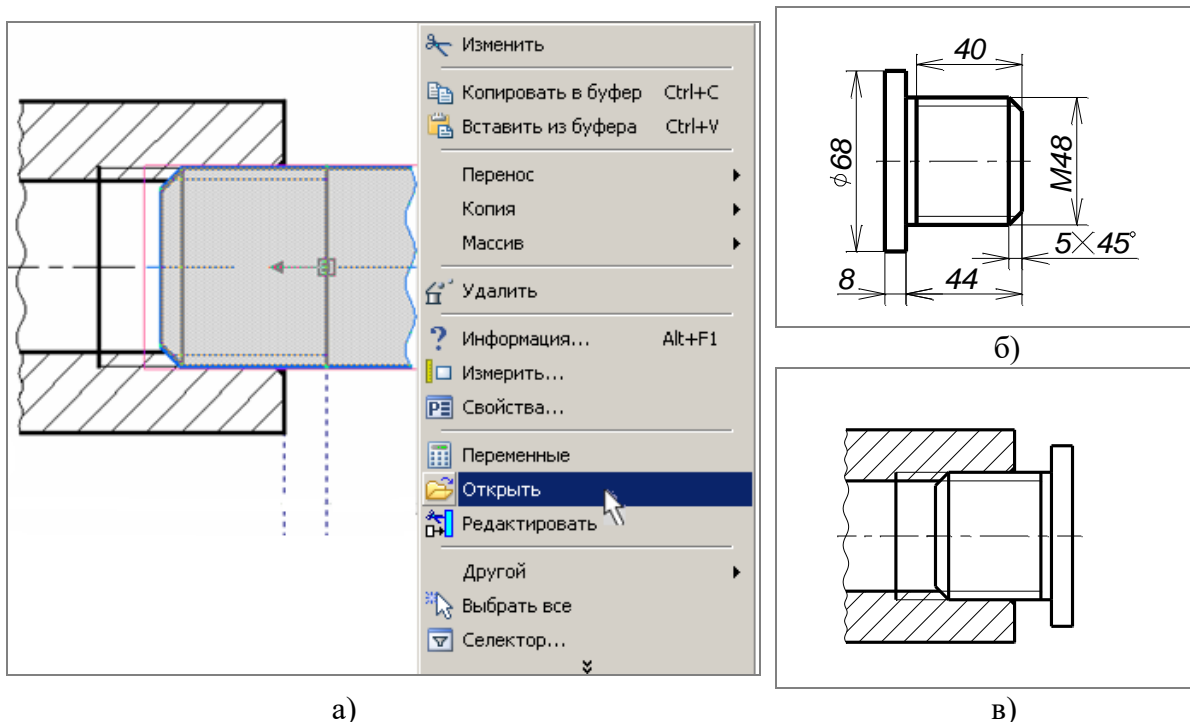 Изменить
Копировать в буфер Ctrl+C
Вставить из буфера Ctrl+V
Перенос
Копия
Массив
Удалить
Информация... Alt+F1
Измерить...
Свойства...
Переменные
Открыть
Редактировать
Другой
Выбрать все
Селектор...
а)
40
ϕ68
M48
5×45°
8
44
б)
в)